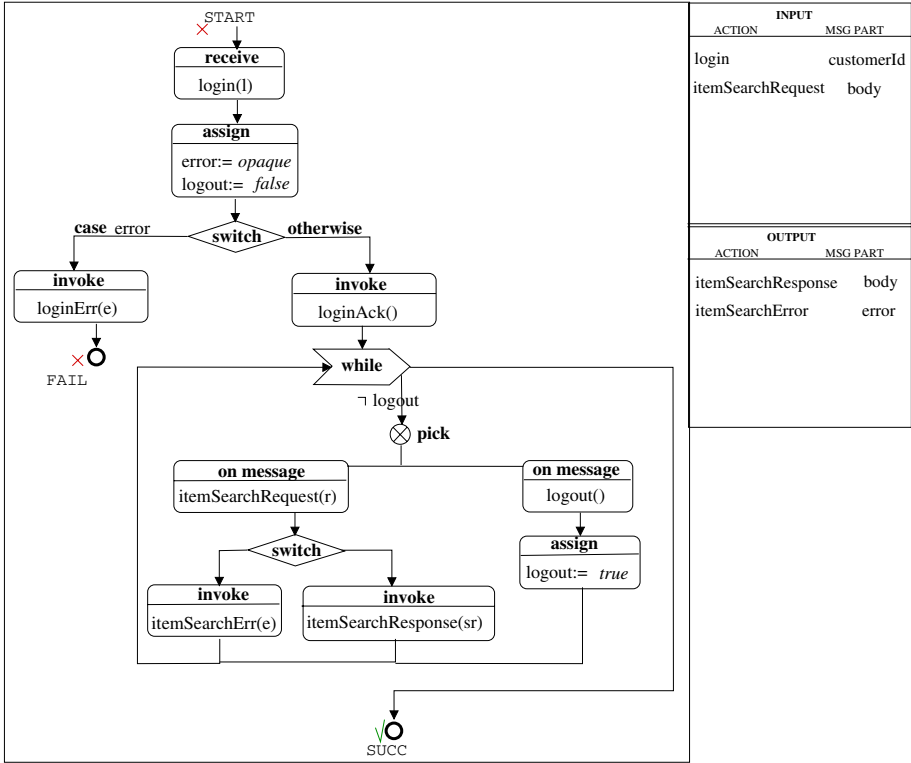 START
receive
login(l)
assign
error:= opaque
logout:= false
case error
switch
otherwise
invoke
loginErr(e)
FAIL
invoke
loginAck()
while
¬ logout
pick
on message
itemSearchRequest(r)
on message
logout()
switch
assign
logout:= true
invoke
itemSearchErr(e)
invoke
itemSearchResponse(sr)
SUCC
INPUT
ACTION MSG PART
login customerId
itemSearchRequest body
OUTPUT
ACTION MSG PART
itemSearchResponse body
itemSearchError error